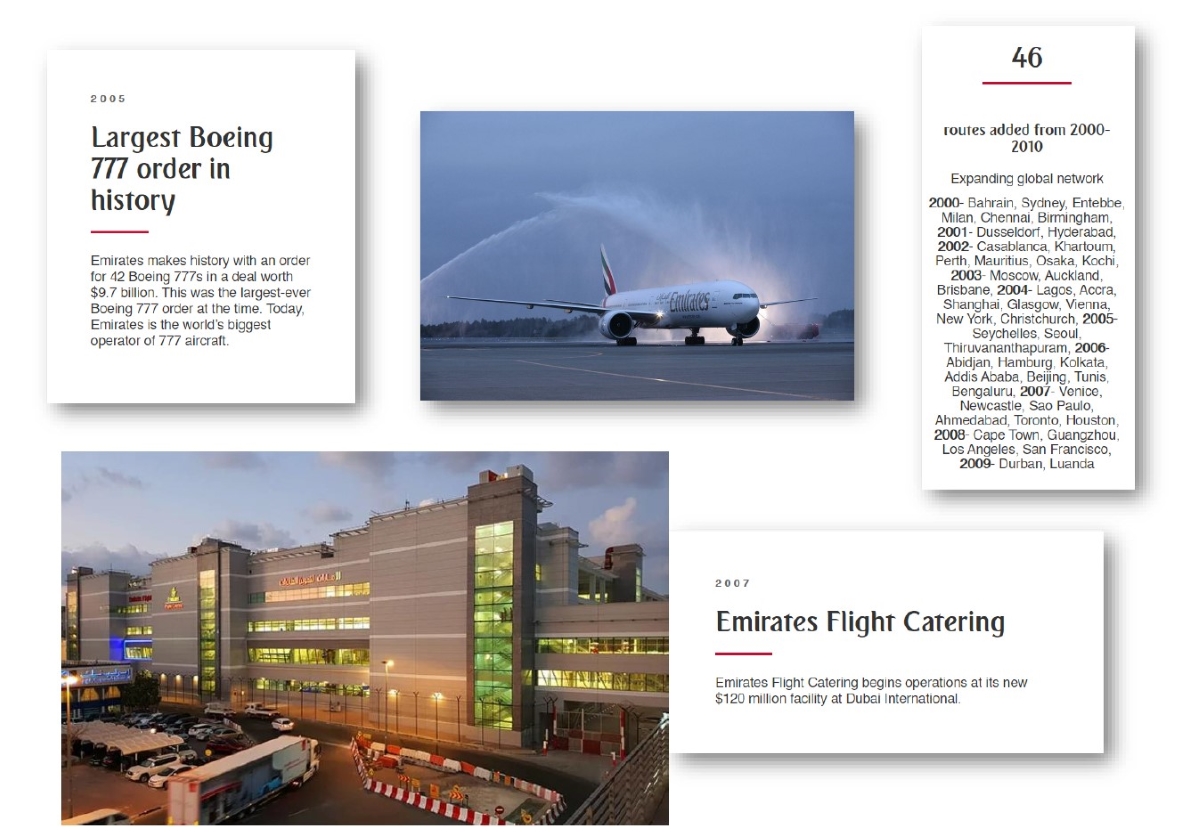 2005
Largest Boeing
777 order in
history
Emirates makes history with an order
for 42 Boeing 777s in a deal worth
$9.7 billion. This was the largest-ever
Boeing 777 order at the time. Today,
Emirates is the world's biggest
operator of 777 aircraft.
Emirates
46
routes added from 2000-
2010
Expanding global network
2000- Bahrain, Sydney, Entebbe,
Milan, Chennai, Birmingham,
2001- Dusseldorf, Hyderabad,
2002- Casablanca, Khartoum,
Perth, Mauritius, Osaka, Kochi,
2003- Moscow, Auckland,
Brisbane, 2004- Lagos, Accra,
Shanghai, Glasgow, Vienna,
New York, Christchurch, 2005-
Seychelles, Seoul,
Thiruvananthapuram, 2006-
Abidjan, Hamburg, Kolkata,
Addis Ababa, Beijing, Tunis,
Bengaluru, 2007- Venice,
Newcastle, Sao Paulo,
Ahmedabad, Toronto, Houston,
2008- Cape Town, Guangzhou,
Los Angeles, San Francisco,
2009- Durban, Luanda
2007
Emirates Flight Catering
Emirates Flight Catering begins operations at its new
$120 million facility at Dubai International.